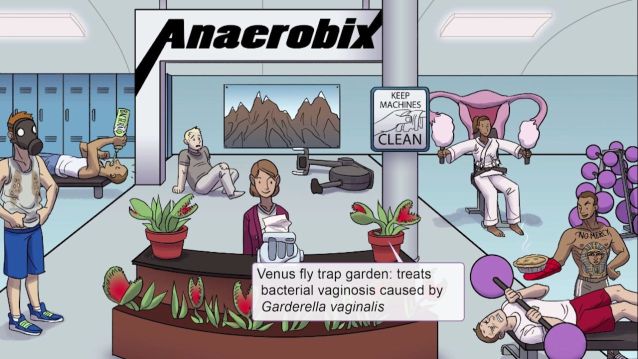 Anaerobix
KEEP
MACHINES
CLEAN
NO MERCY
Venus fly trap garden: treats
bacterial vaginosis caused by
Garderella vaginalis